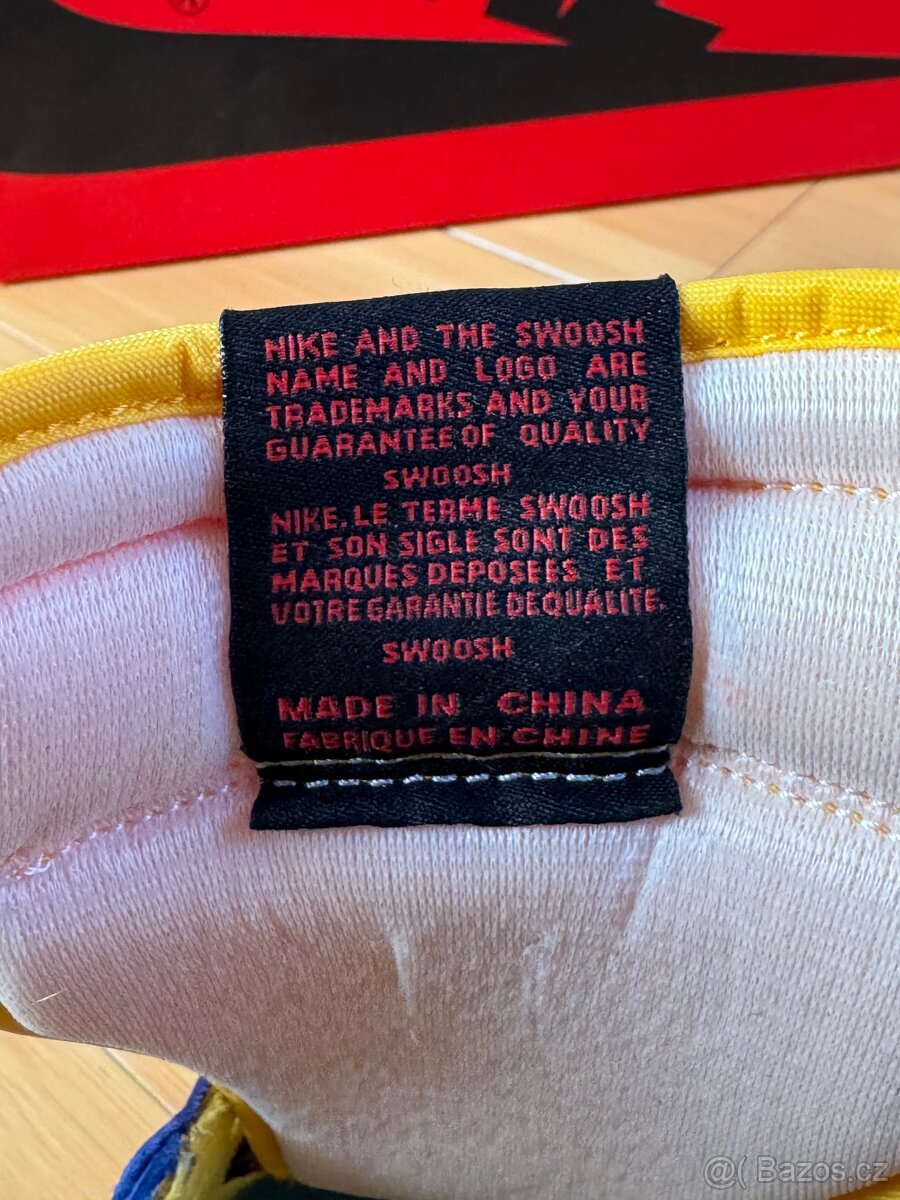 NIKE AND THE SWOOSH
NAME AND LOGO ARE
TRADEMARKS AND YOUR
GUARANTEE OF QUALITY
SWOOSH
NIKE, LE TERME SWOOSH
ET SON SIGLE SONT DES
MARQUES DEPOSEES ET
VOTRE GARANTIE DE QUALITE.
SWOOSH
MADE IN CHINA
FABRIQUE EN CHINE
@( Bazos.cz